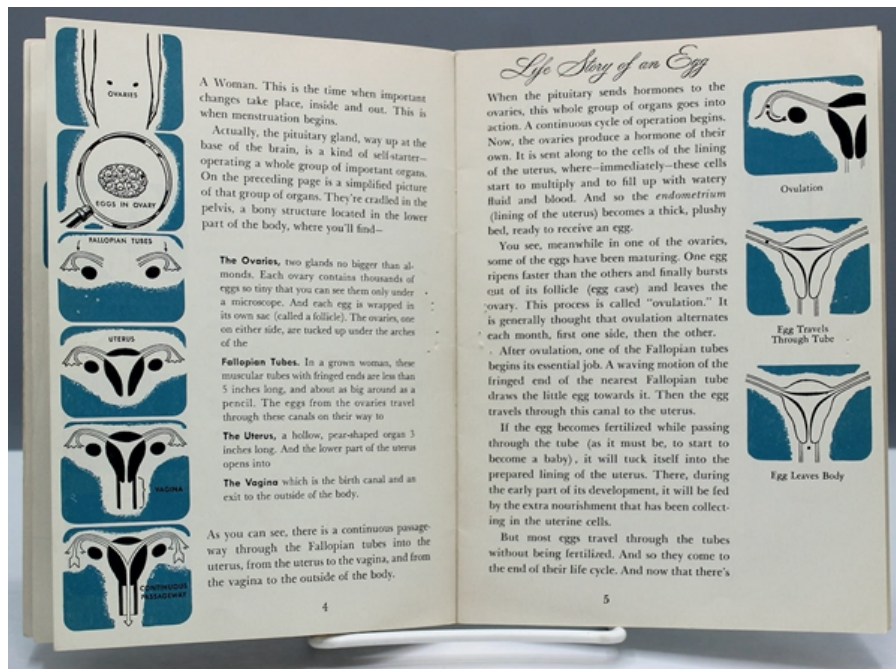 OVARIES
EGGS IN OVARY
FALLOPIAN TUBES
UTERUS
VAGINA
CONTINUOUS
PASSAGEWAY
A Woman. This is the time when important
changes take place, inside and out. This is
when menstruation begins.
Actually, the pituitary gland, way up at the
base of the brain, is a kind of self-starter—
operating a whole group of important organs.
On the preceding page is a simplified picture
of that group of organs. They're cradled in the
pelvis, a bony structure located in the lower
part of the body, where you'll find—
The Ovaries, two glands no bigger than al-
monds. Each ovary contains thousands of
eggs so tiny that you can see them only under
a microscope. And each egg is wrapped in
its own sac (called a follicle). The ovaries, one
on either side, are tucked up under the arches
of the
Fallopian Tubes. In a grown woman, these
muscular tubes with fringed ends are less than
5 inches long, and about as big around as a
pencil. The eggs from the ovaries travel
through these canals on their way to
The Uterus, a hollow, pear-shaped organ 3
inches long. And the lower part of the uterus
opens into
The Vagina which is the birth canal and an
exit to the outside of the body.
As you can see, there is a continuous passage-
way through the Fallopian tubes into the
uterus, from the uterus to the vagina, and from
the vagina to the outside of the body.
4
Life Story of an Egg
When the pituitary sends hormones to the
ovaries, this whole group of organs goes into
action. A continuous cycle of operation begins.
Now, the ovaries produce a hormone of their
own. It is sent along to the cells of the lining
of the uterus, where—immediately—these cells
start to multiply and to fill up with watery
fluid and blood. And so the endometrium
(lining of the uterus) becomes a thick, plushy
bed, ready to receive an egg.
You see, meanwhile in one of the ovaries,
some of the eggs have been maturing. One egg
ripens faster than the others and finally bursts
out of its follicle (egg case) and leaves the
ovary. This process is called "ovulation." It
is generally thought that ovulation alternates
each month, first one side, then the other.
After ovulation, one of the Fallopian tubes
begins its essential job. A waving motion of the
fringed end of the nearest Fallopian tube
draws the little egg towards it. Then the egg
travels through this canal to the uterus.
If the egg becomes fertilized while passing
through the tube (as it must be, to start to
become a baby), it will tuck itself into the
prepared lining of the uterus. There, during
the early part of its development, it will be fed
by the extra nourishment that has been collect-
ing in the uterine cells.
But most eggs travel through the tubes
without being fertilized. And so they come to
the end of their life cycle. And now that there's
5
Ovulation
Egg Travels
Through Tube
Egg Leaves Body